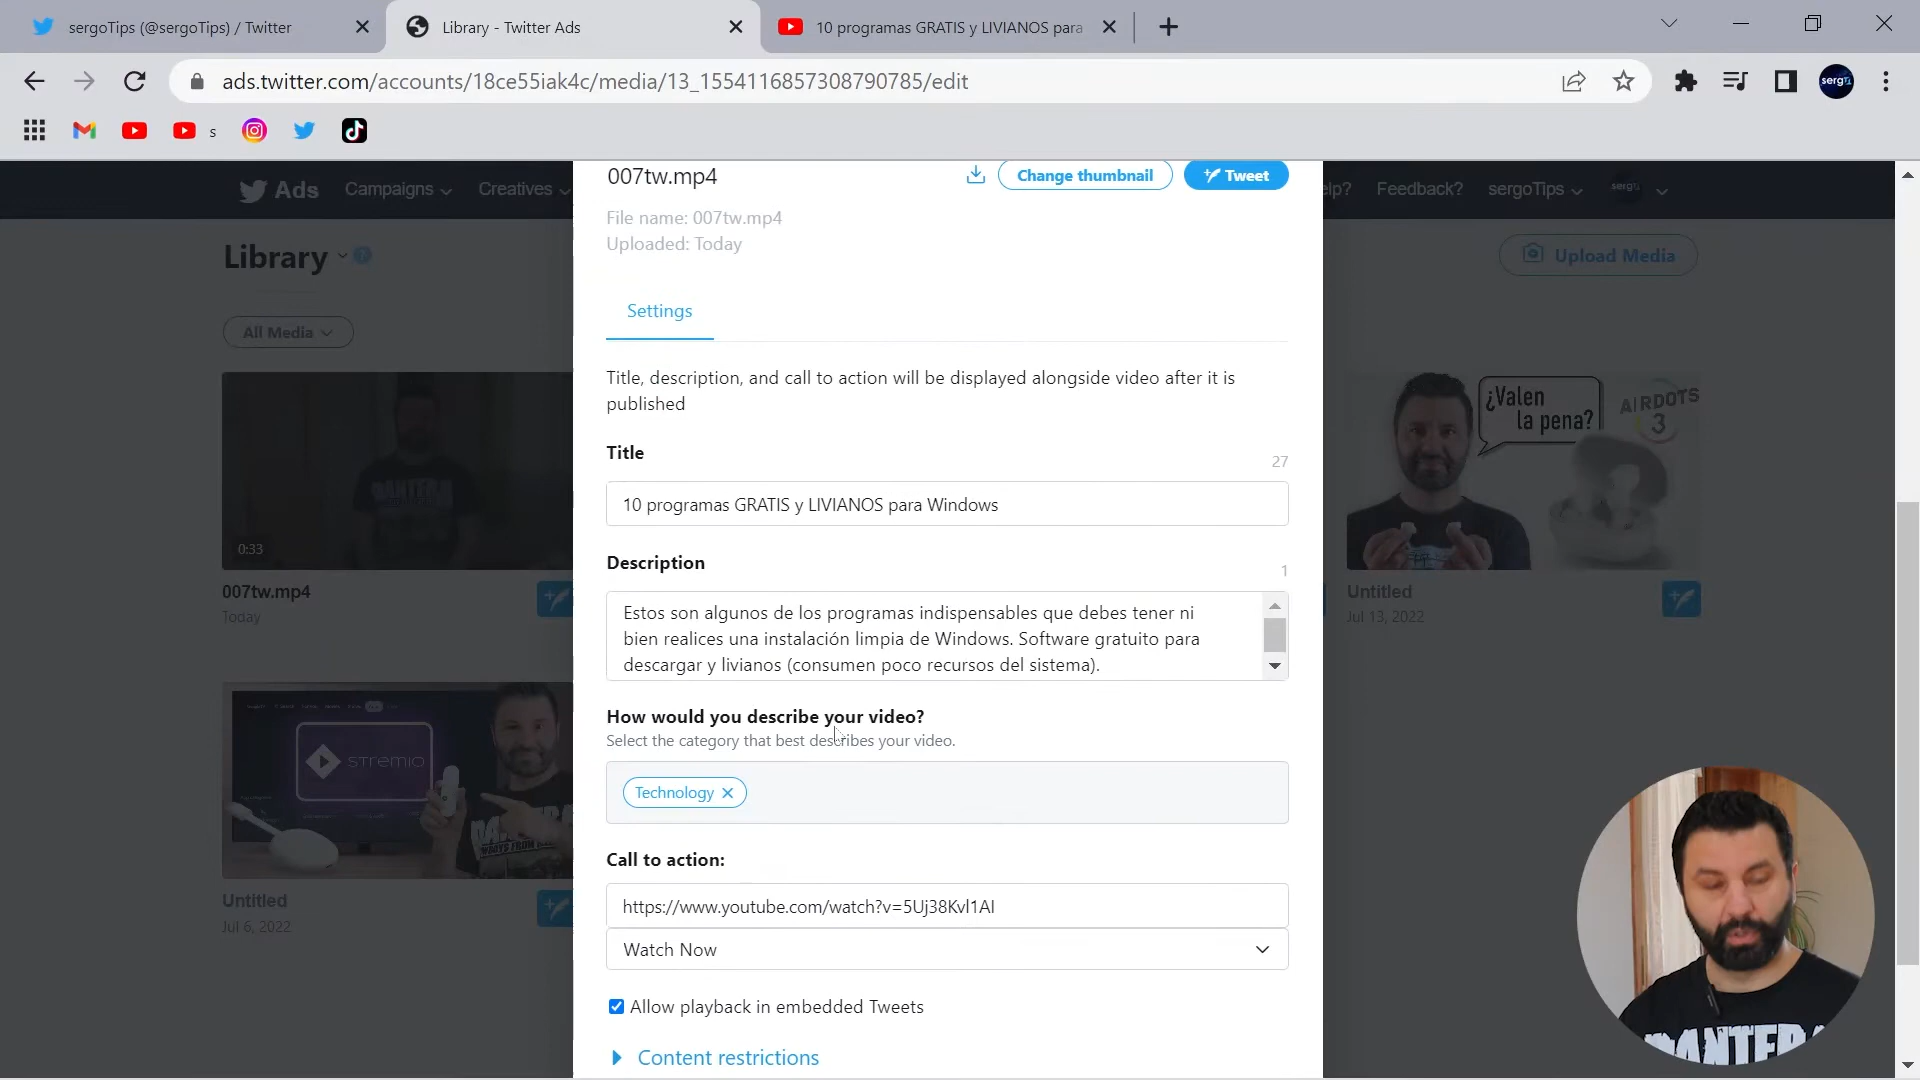 sergoTips (@sergoTips) / Twitter
Library - Twitter Ads
10 programas GRATIS y LIVIANOS para
ads.twitter.com/accounts/18ce55iak4c/media/13_1554116857308790785/edit
sergTi
s
Ads
Campaigns
Creatives
elp?
Feedback?
sergoTips
sergTi
007tw.mp4
Change thumbnail
Tweet
File name: 007tw.mp4
Uploaded: Today
Library
?
Upload Media
All Media
Settings
Title, description, and call to action will be displayed alongside video after it is
published
Title
27
10 programas GRATIS y LIVIANOS para Windows
Description
1
Estos son algunos de los programas indispensables que debes tener ni
bien realices una instalación limpia de Windows. Software gratuito para
descargar y livianos (consumen poco recursos del sistema).
How would you describe your video?
Select the category that best describes your video.
Technology
Call to action:
https://www.youtube.com/watch?v=5Uj38Kvl1AI
Watch Now
Allow playback in embedded Tweets
Content restrictions
PANTERA
0:33
007tw.mp4
Today
¿Valen
la pena?
AIRDOTS
3
Untitled
Jul 13, 2022
STREMIO
Untitled
Jul 6, 2022
PANTER